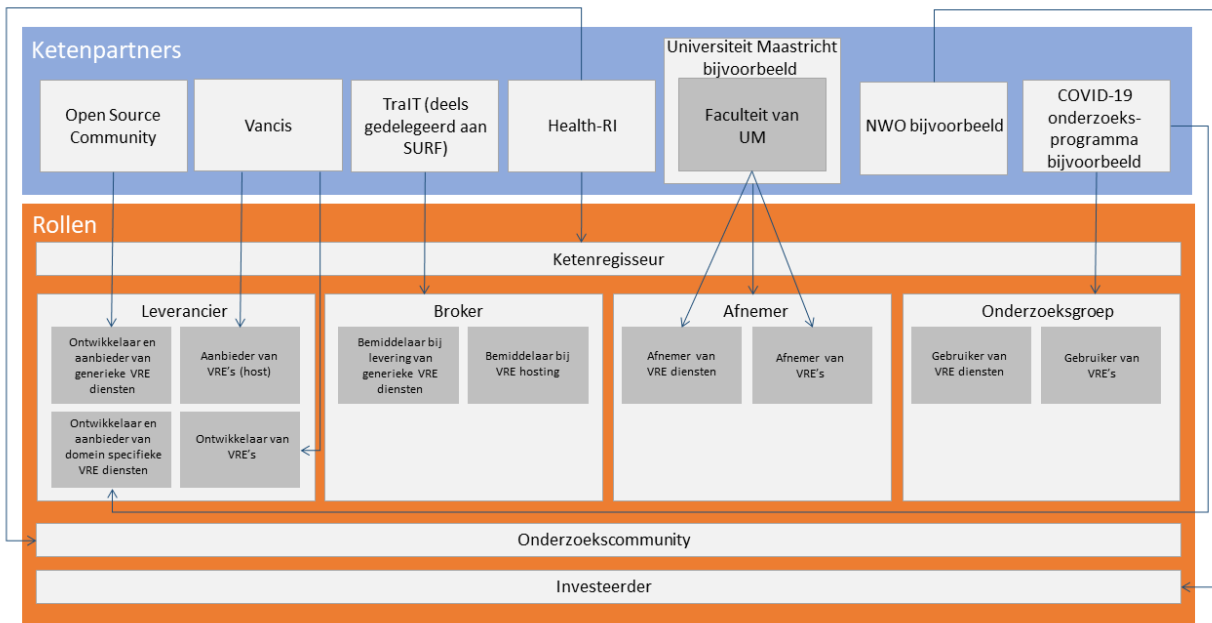 Ketenpartners
Open Source
Community
Vancis
TraIT (deels
gedelegeerd aan
SURF)
Health-RI
Universiteit Maastricht
bijvoorbeeld
Faculteit van
UM
NWO bijvoorbeeld
COVID-19
onderzoeks-
programma
bijvoorbeeld
Rollen
Ketenregisseur
Leverancier
Ontwikkelaar en
aanbieder van
generieke VRE
diensten
Aanbieder van
VRE's (host)
Ontwikkelaar en
aanbieder van
domein specifieke
VRE diensten
Ontwikkelaar van
VRE's
Broker
Bemiddelaar bij
levering van
generieke VRE
diensten
Bemiddelaar bij
VRE hosting
Afnemer
Afnemer van
VRE diensten
Afnemer van
VRE's
Onderzoeksgroep
Gebruiker van
VRE diensten
Gebruiker van
VRE's
Onderzoekscommunity
Investeerder